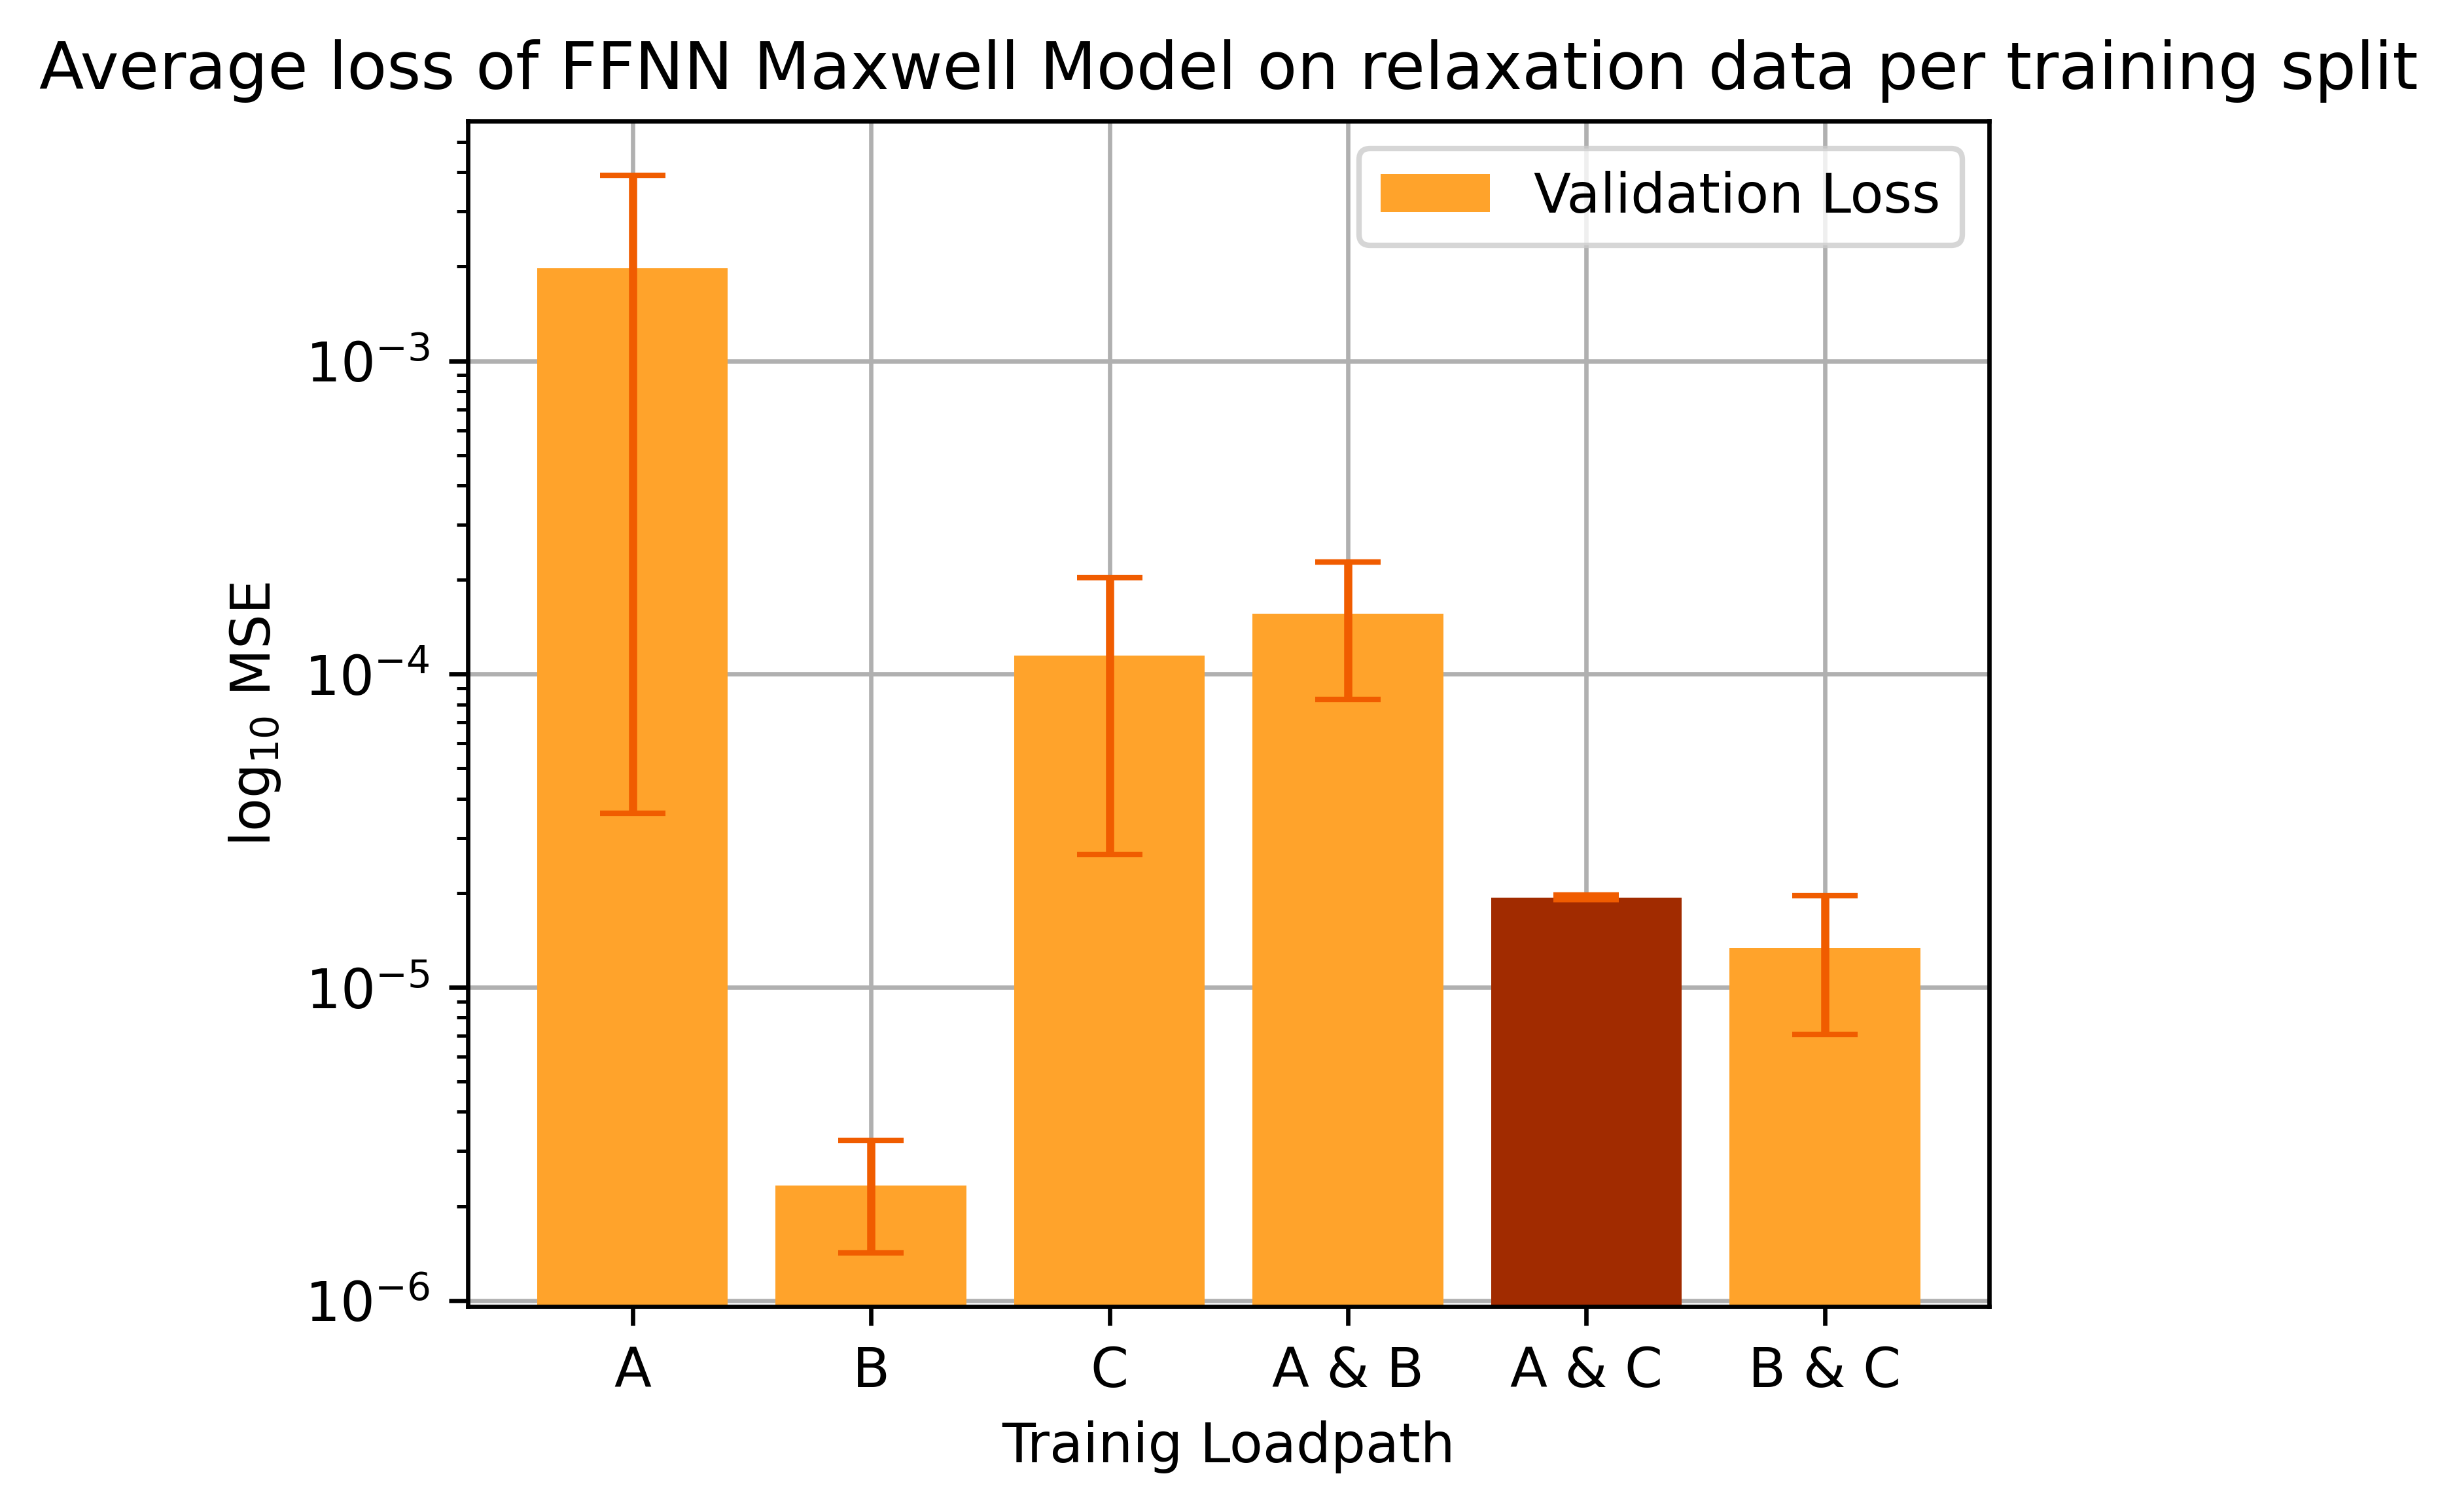 Average loss of FFNN Maxwell Model on relaxation data per training split
Validation Loss
10⁻³
10⁻⁴
10⁻⁵
10⁻⁶
log₁₀ MSE
A
B
C
A & B
A & C
B & C
Trainig Loadpath